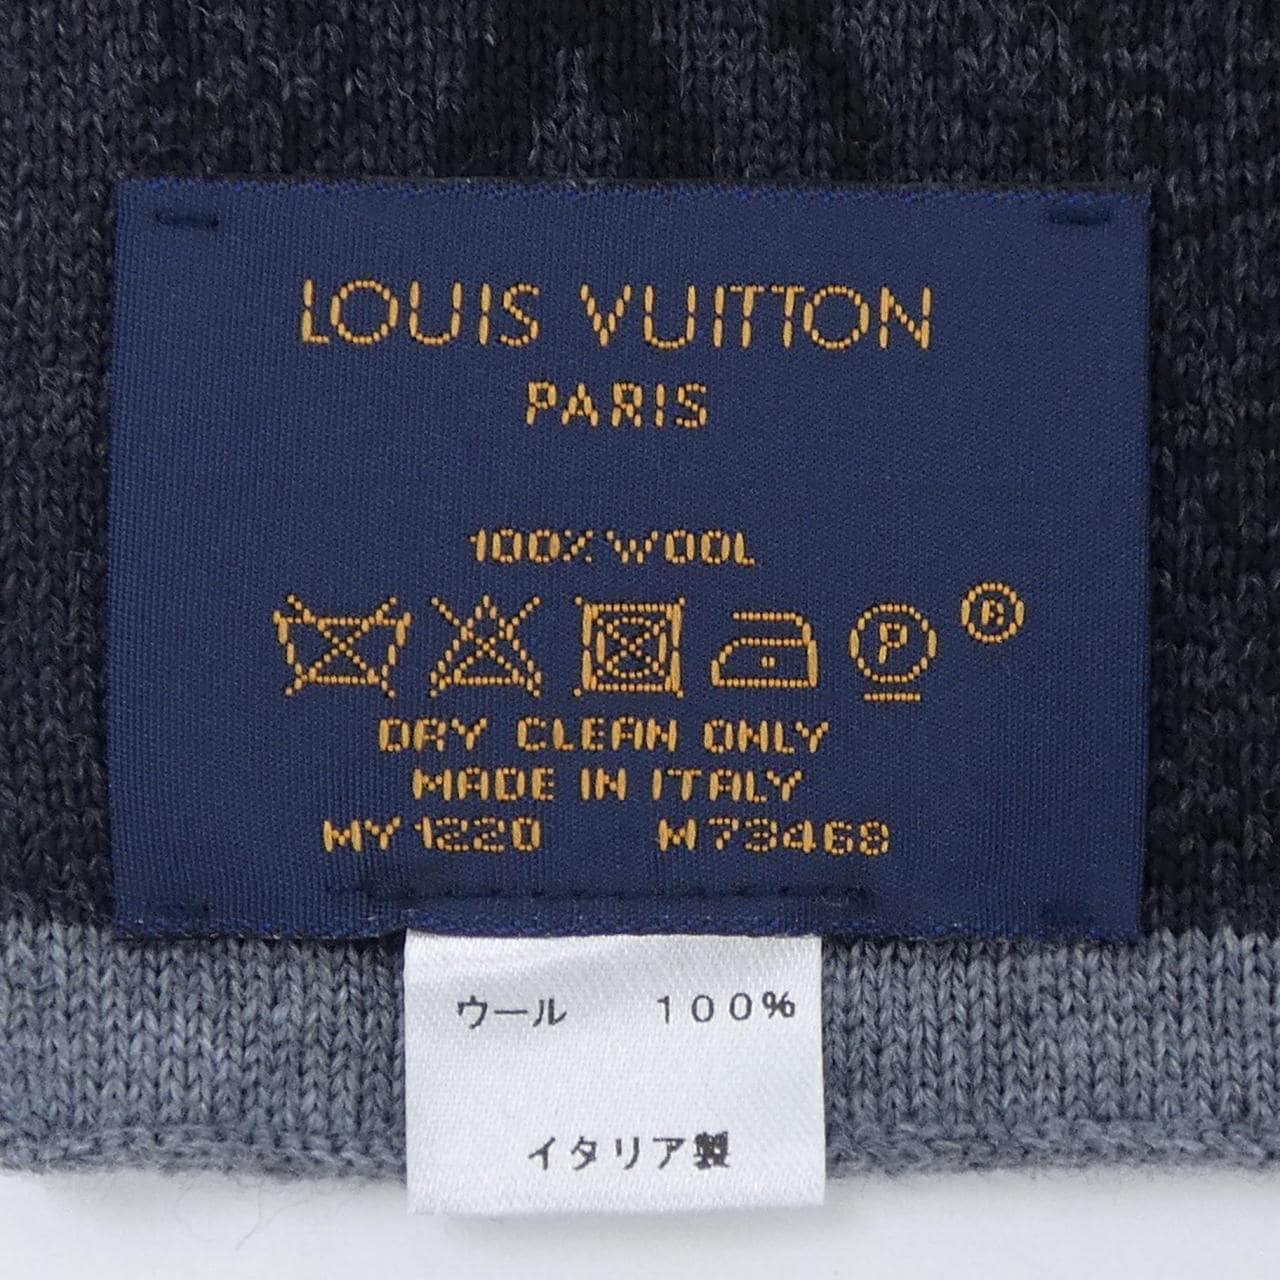 LOUIS VUITTON
PARIS
100% WOOL
P ®
DRY CLEAN ONLY
MADE IN ITALY
MY1220 M73468
ウール 100%
イタリア製